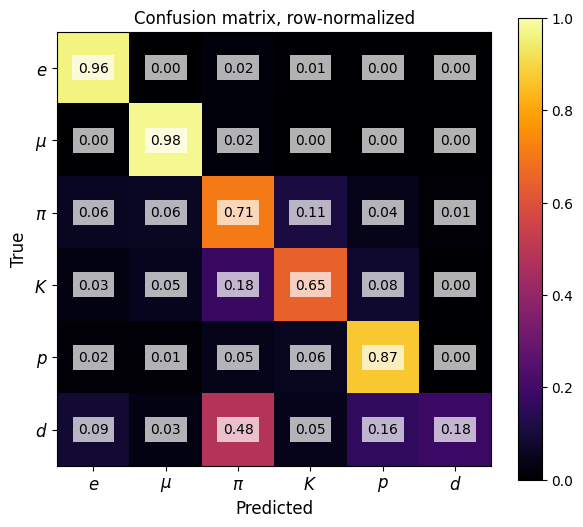 Confusion matrix, row-normalized
True
e 0.96 0.00 0.02 0.01 0.00 0.00
μ 0.00 0.98 0.02 0.00 0.00 0.00
π 0.06 0.06 0.71 0.11 0.04 0.01
K 0.03 0.05 0.18 0.65 0.08 0.00
p 0.02 0.01 0.05 0.06 0.87 0.00
d 0.09 0.03 0.48 0.05 0.16 0.18
e μ π K p d
Predicted
1.0
0.8
0.6
0.4
0.2
0.0